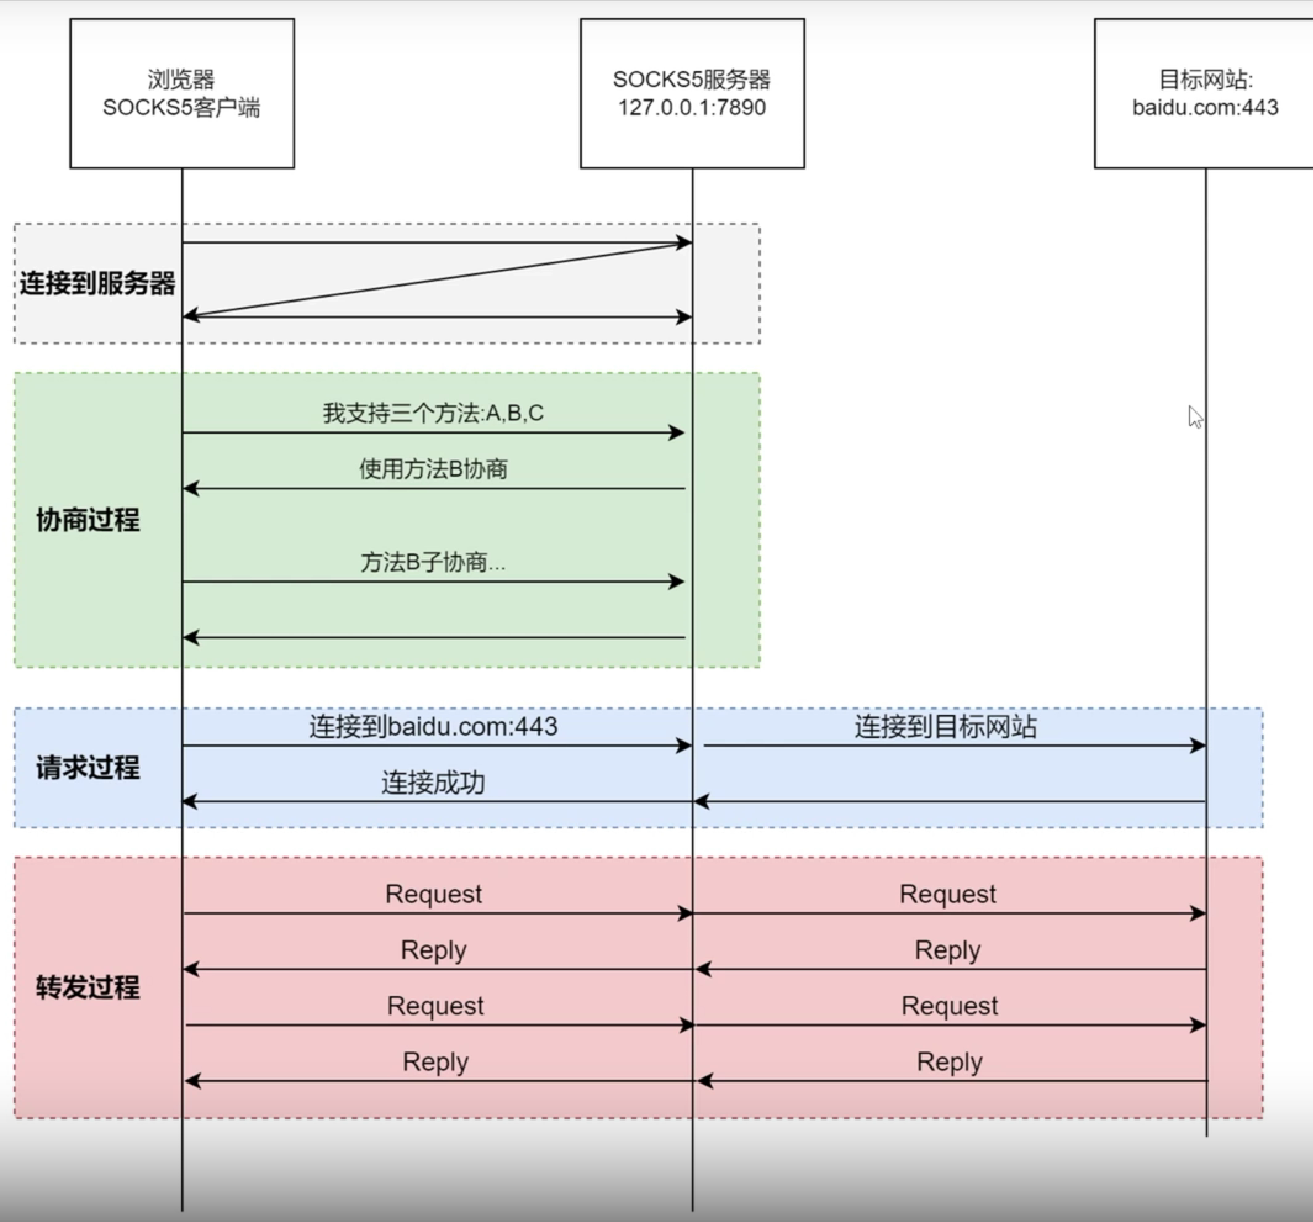 浏览器
SOCKS5客户端
SOCKS5服务器
127.0.0.1:7890
目标网站:
baidu.com:443
连接到服务器
我支持三个方法:A,B,C
使用方法B协商
协商过程
方法B子协商...
连接到baidu.com:443
连接到目标网站
请求过程
连接成功
Request
Request
Reply
Reply
转发过程
Request
Request
Reply
Reply